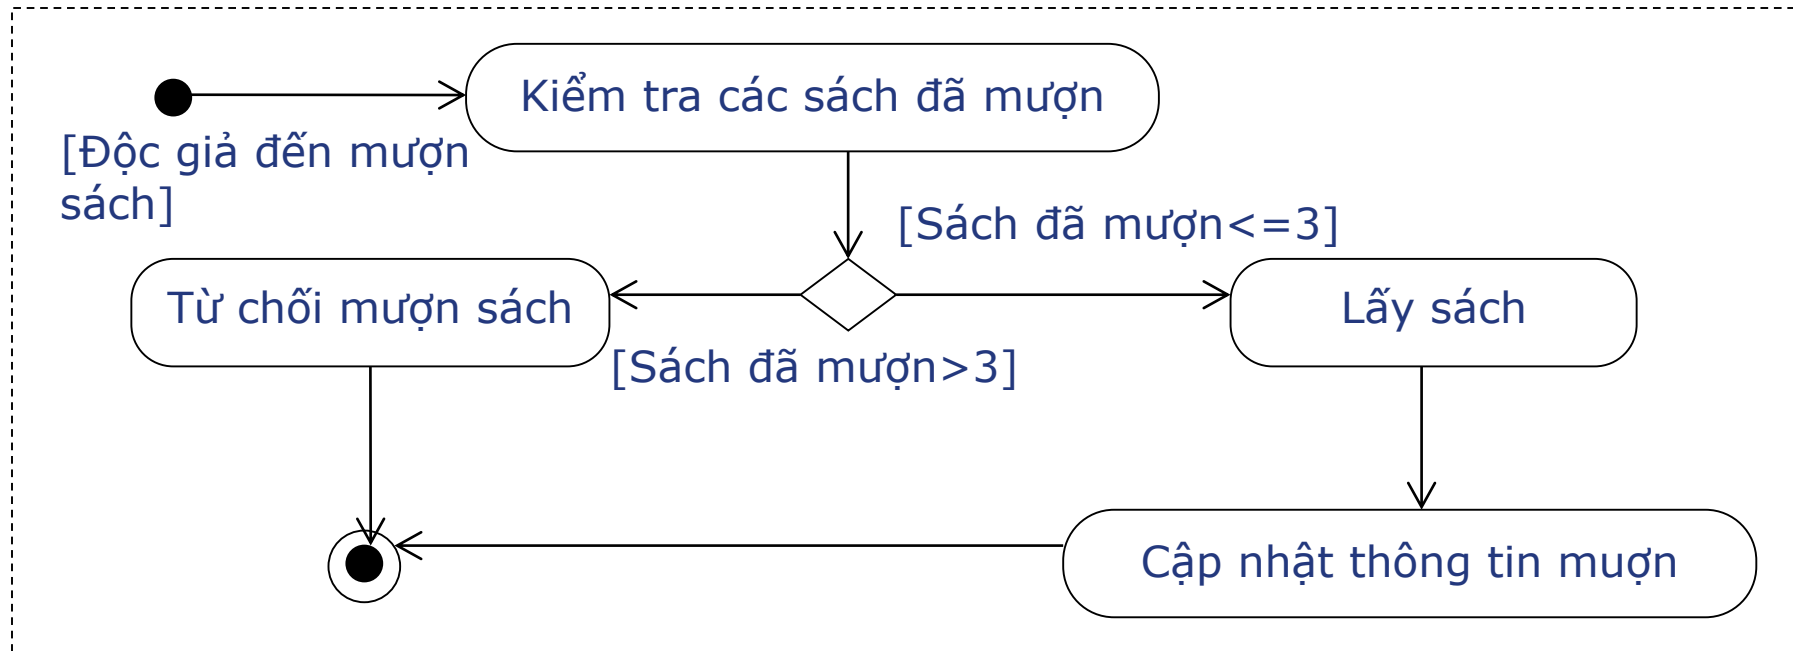 Kiểm tra các sách đã mượn
[Độc giả đến mượn
sách]
[Sách đã mượn<=3]
Từ chối mượn sách
Lấy sách
[Sách đã mượn>3]
Cập nhật thông tin muợn